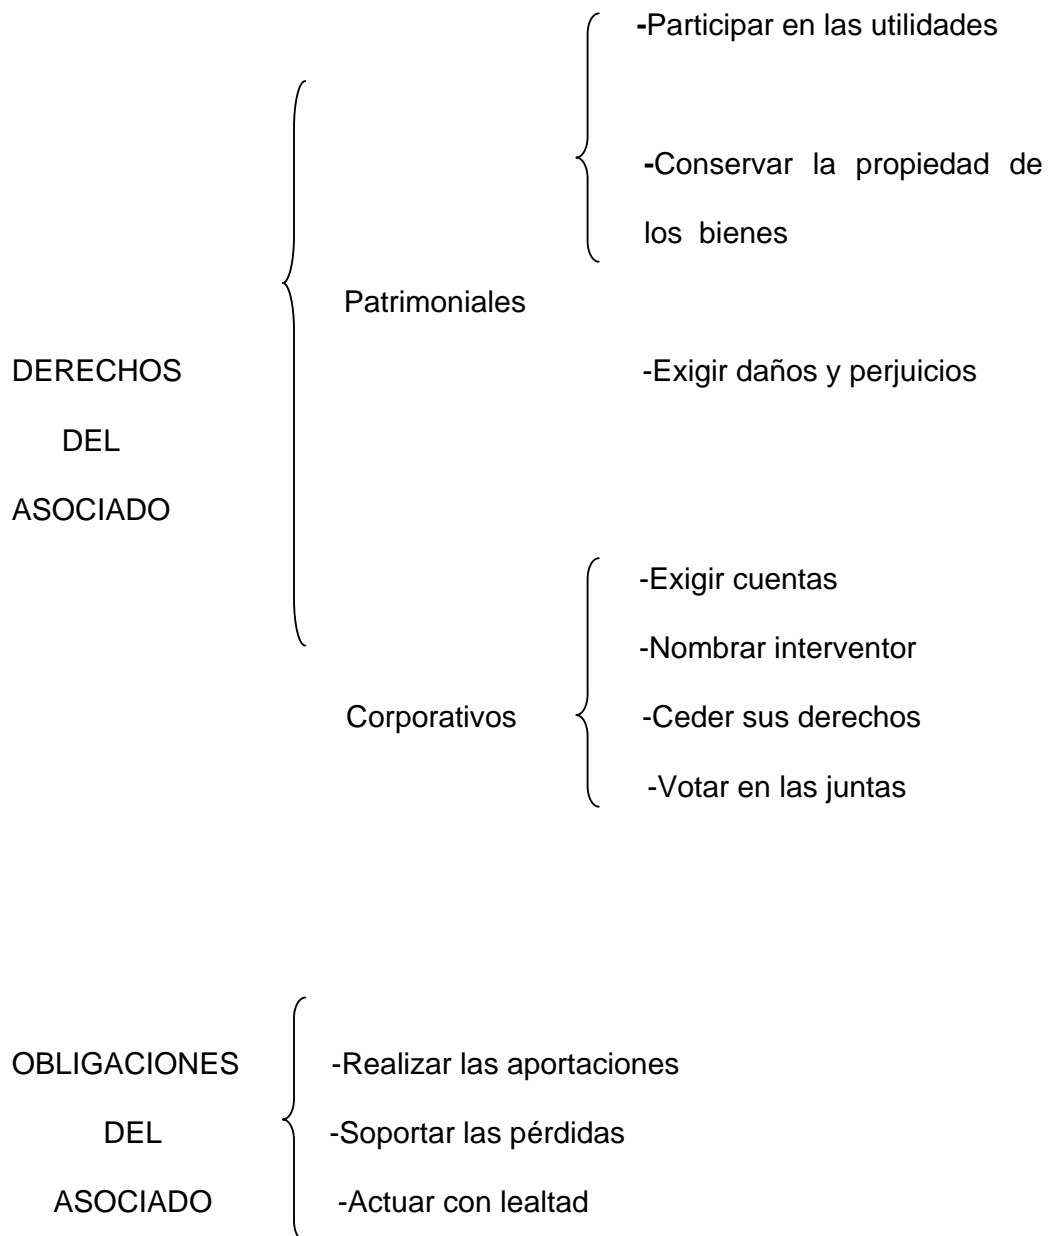 -Participar en las utilidades
-Conservar la propiedad de
los bienes
Patrimoniales
DERECHOS
-Exigir daños y perjuicios
DEL
ASOCIADO
-Exigir cuentas
-Nombrar interventor
Corporativos
-Ceder sus derechos
-Votar en las juntas
OBLIGACIONES
-Realizar las aportaciones
DEL
-Soportar las pérdidas
ASOCIADO
-Actuar con lealtad